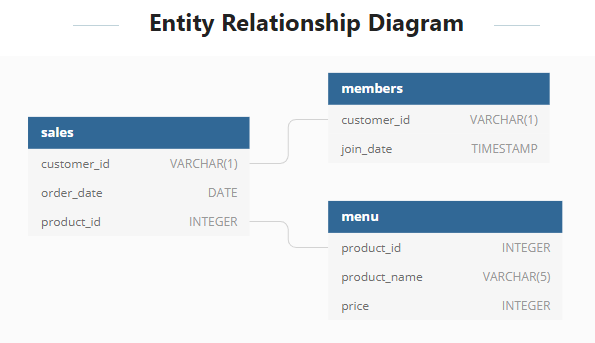 Entity Relationship Diagram
members
customer_id VARCHAR(1)
join_date TIMESTAMP
sales
customer_id VARCHAR(1)
order_date DATE
product_id INTEGER
menu
product_id INTEGER
product_name VARCHAR(5)
price INTEGER